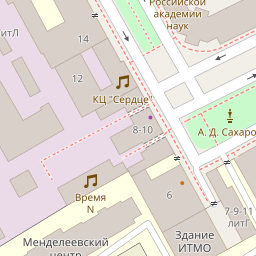 Российской
академии
наук
литЛ
14
12
КЦ "Сердце"
8-10
А. Д. Сахаро
Время
N
6
7-9-11
литГ
Здание
ИТМО
Менделеевский
центр